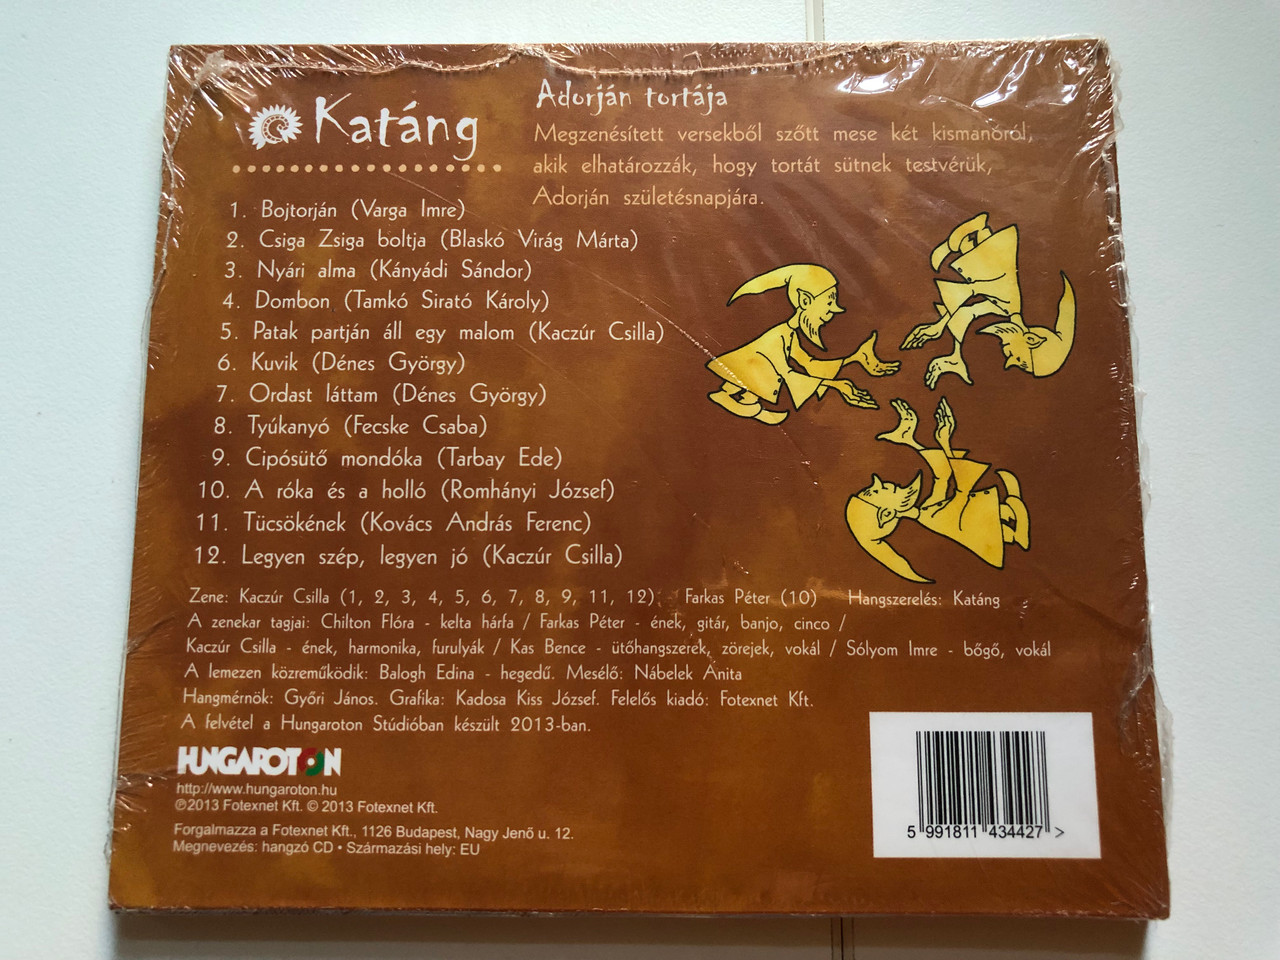 Katáng
Adorján tortája
Megzenésített versekből szőtt mese két kismanóról,
akik elhatározzák, hogy tortát sütnek testvérük,
Adorján születésnapjára.
1. Bojtorján (Varga Imre)
2. Csiga Zsiga boltja (Blaskó Virág Márta)
3. Nyári alma (Kányádi Sándor)
4. Dombon (Tamkó Sirató Károly)
5. Patak partján áll egy malom (Kaczúr Csilla)
6. Kuvik (Dénes György)
7. Ordast láttam (Dénes György)
8. Tyúkanyó (Fecske Csaba)
9. Cipósütő mondóka (Tarbay Ede)
10. A róka és a holló (Romhányi József)
11. Tücsökének (Kovács András Ferenc)
12. Legyen szép, legyen jó (Kaczúr Csilla)
Zene: Kaczúr Csilla (1, 2, 3, 4, 5, 6, 7, 8, 9, 11, 12) - Farkas Péter (10) Hangszerelés: Katáng
A zenekar tagjai: Chilton Flóra - kelta hárfa / Farkas Péter - ének, gitár, banjo, cinco /
Kaczúr Csilla - ének, harmonika, furulyák / Kas Bence - ütőhangszerek, zörejek, vokál / Sólyom Imre - bőgő, vokál
A lemezen közreműködik: Balogh Edina - hegedű. Mesélő: Nábelek Anita
Hangmérnök: Győri János. Grafika: Kadosa Kiss József. Felelős kiadó: Fotexnet Kft.
A felvétel a Hungaroton Stúdióban készült 2013-ban.
HUNGAROTON
http://www.hungaroton.hu
℗2013 Fotexnet Kft. © 2013 Fotexnet Kft.
Forgalmazza a Fotexnet Kft., 1126 Budapest, Nagy Jenő u. 12.
Megnevezés: hangzó CD • Származási hely: EU
5 991811 434427 >